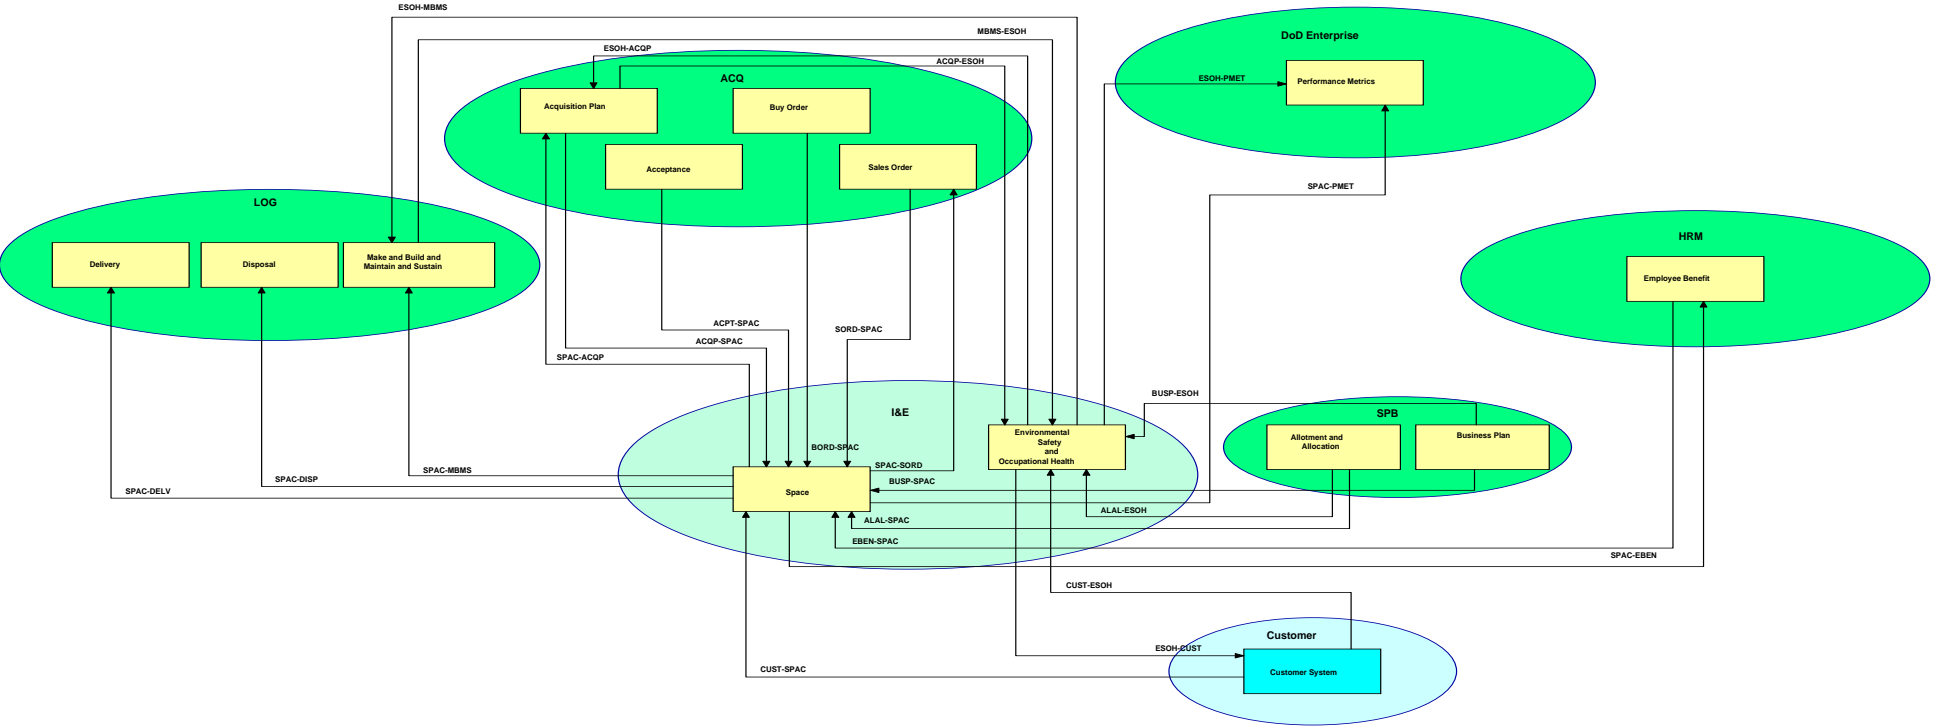 ESOH-MBMS
MBMS-ESOH
DoD Enterprise
ESOH-ACQP
ACQP-ESOH
ACQ
ESOH-PMET
Performance Metrics
Acquisition Plan
Buy Order
Acceptance
Sales Order
SPAC-PMET
LOG
HRM
Delivery
Disposal
Make and Build and
Maintain and Sustain
Employee Benefit
ACPT-SPAC
SORD-SPAC
ACQP-SPAC
SPAC-ACQP
BUSP-ESOH
I&E
SPB
Environmental
Safety
and
Occupational Health
Allotment and
Allocation
Business Plan
BORD-SPAC
SPAC-SORD
SPAC-MBMS
SPAC-DISP
BUSP-SPAC
SPAC-DELV
Space
ALAL-ESOH
ALAL-SPAC
EBEN-SPAC
SPAC-EBEN
CUST-ESOH
Customer
ESOH-CUST
CUST-SPAC
Customer System